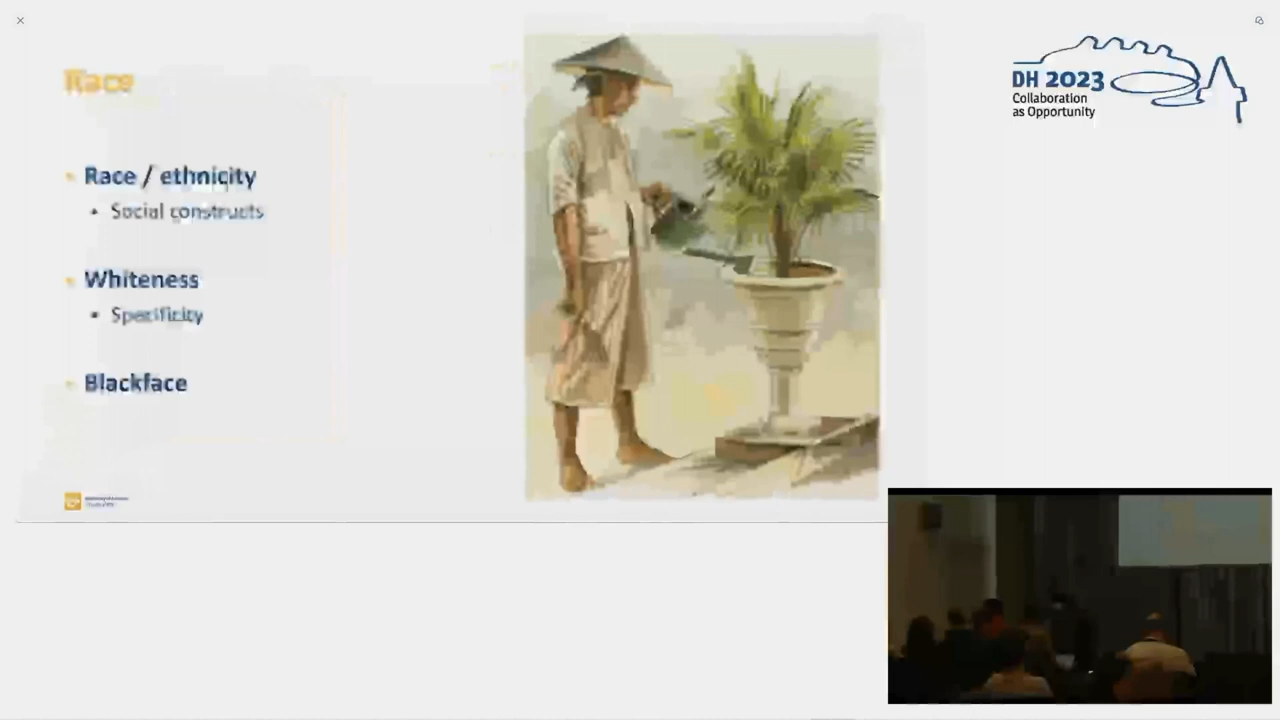 Race
Race / ethnicity
Social constructs
Whiteness
Specificity
Blackface
DH 2023
Collaboration
as Opportunity